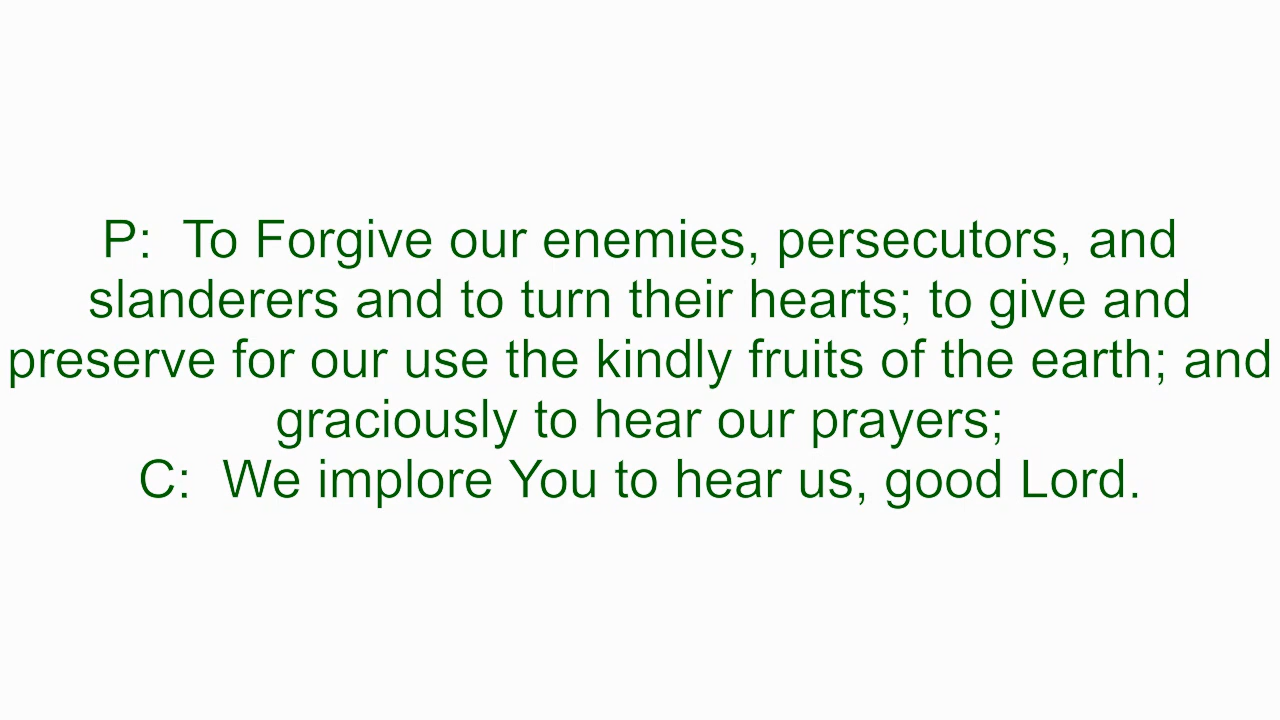 P:  To Forgive our enemies, persecutors, and
slanderers and to turn their hearts; to give and
preserve for our use the kindly fruits of the earth; and
graciously to hear our prayers;
C:  We implore You to hear us, good Lord.